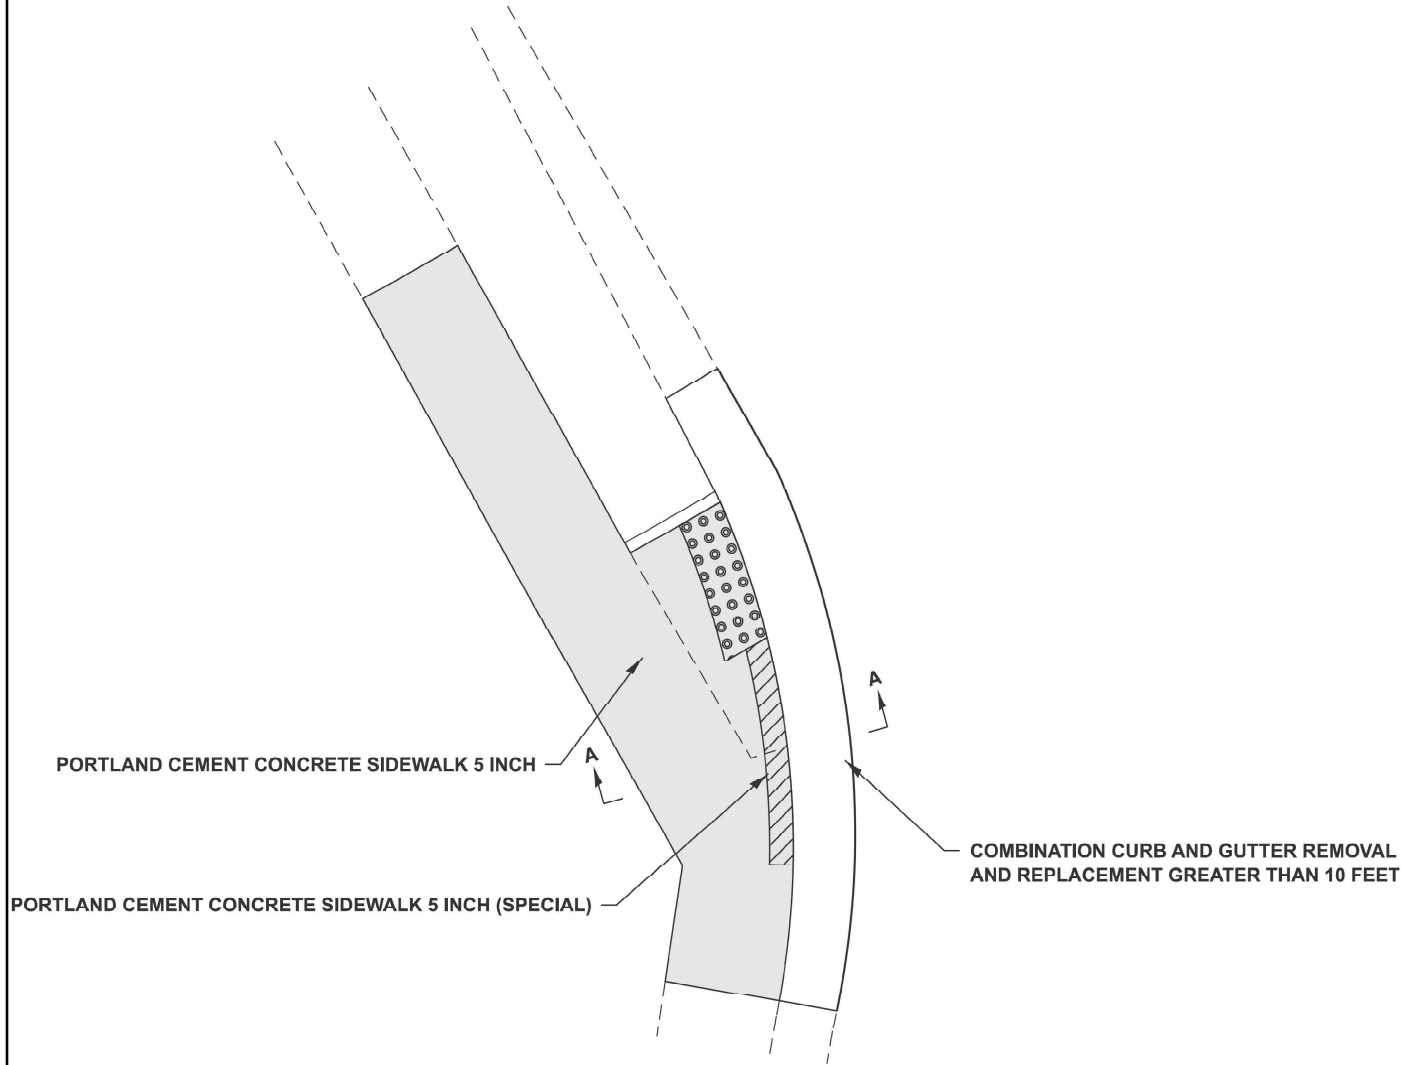 A
PORTLAND CEMENT CONCRETE SIDEWALK 5 INCH
A
COMBINATION CURB AND GUTTER REMOVAL
AND REPLACEMENT GREATER THAN 10 FEET
PORTLAND CEMENT CONCRETE SIDEWALK 5 INCH (SPECIAL)